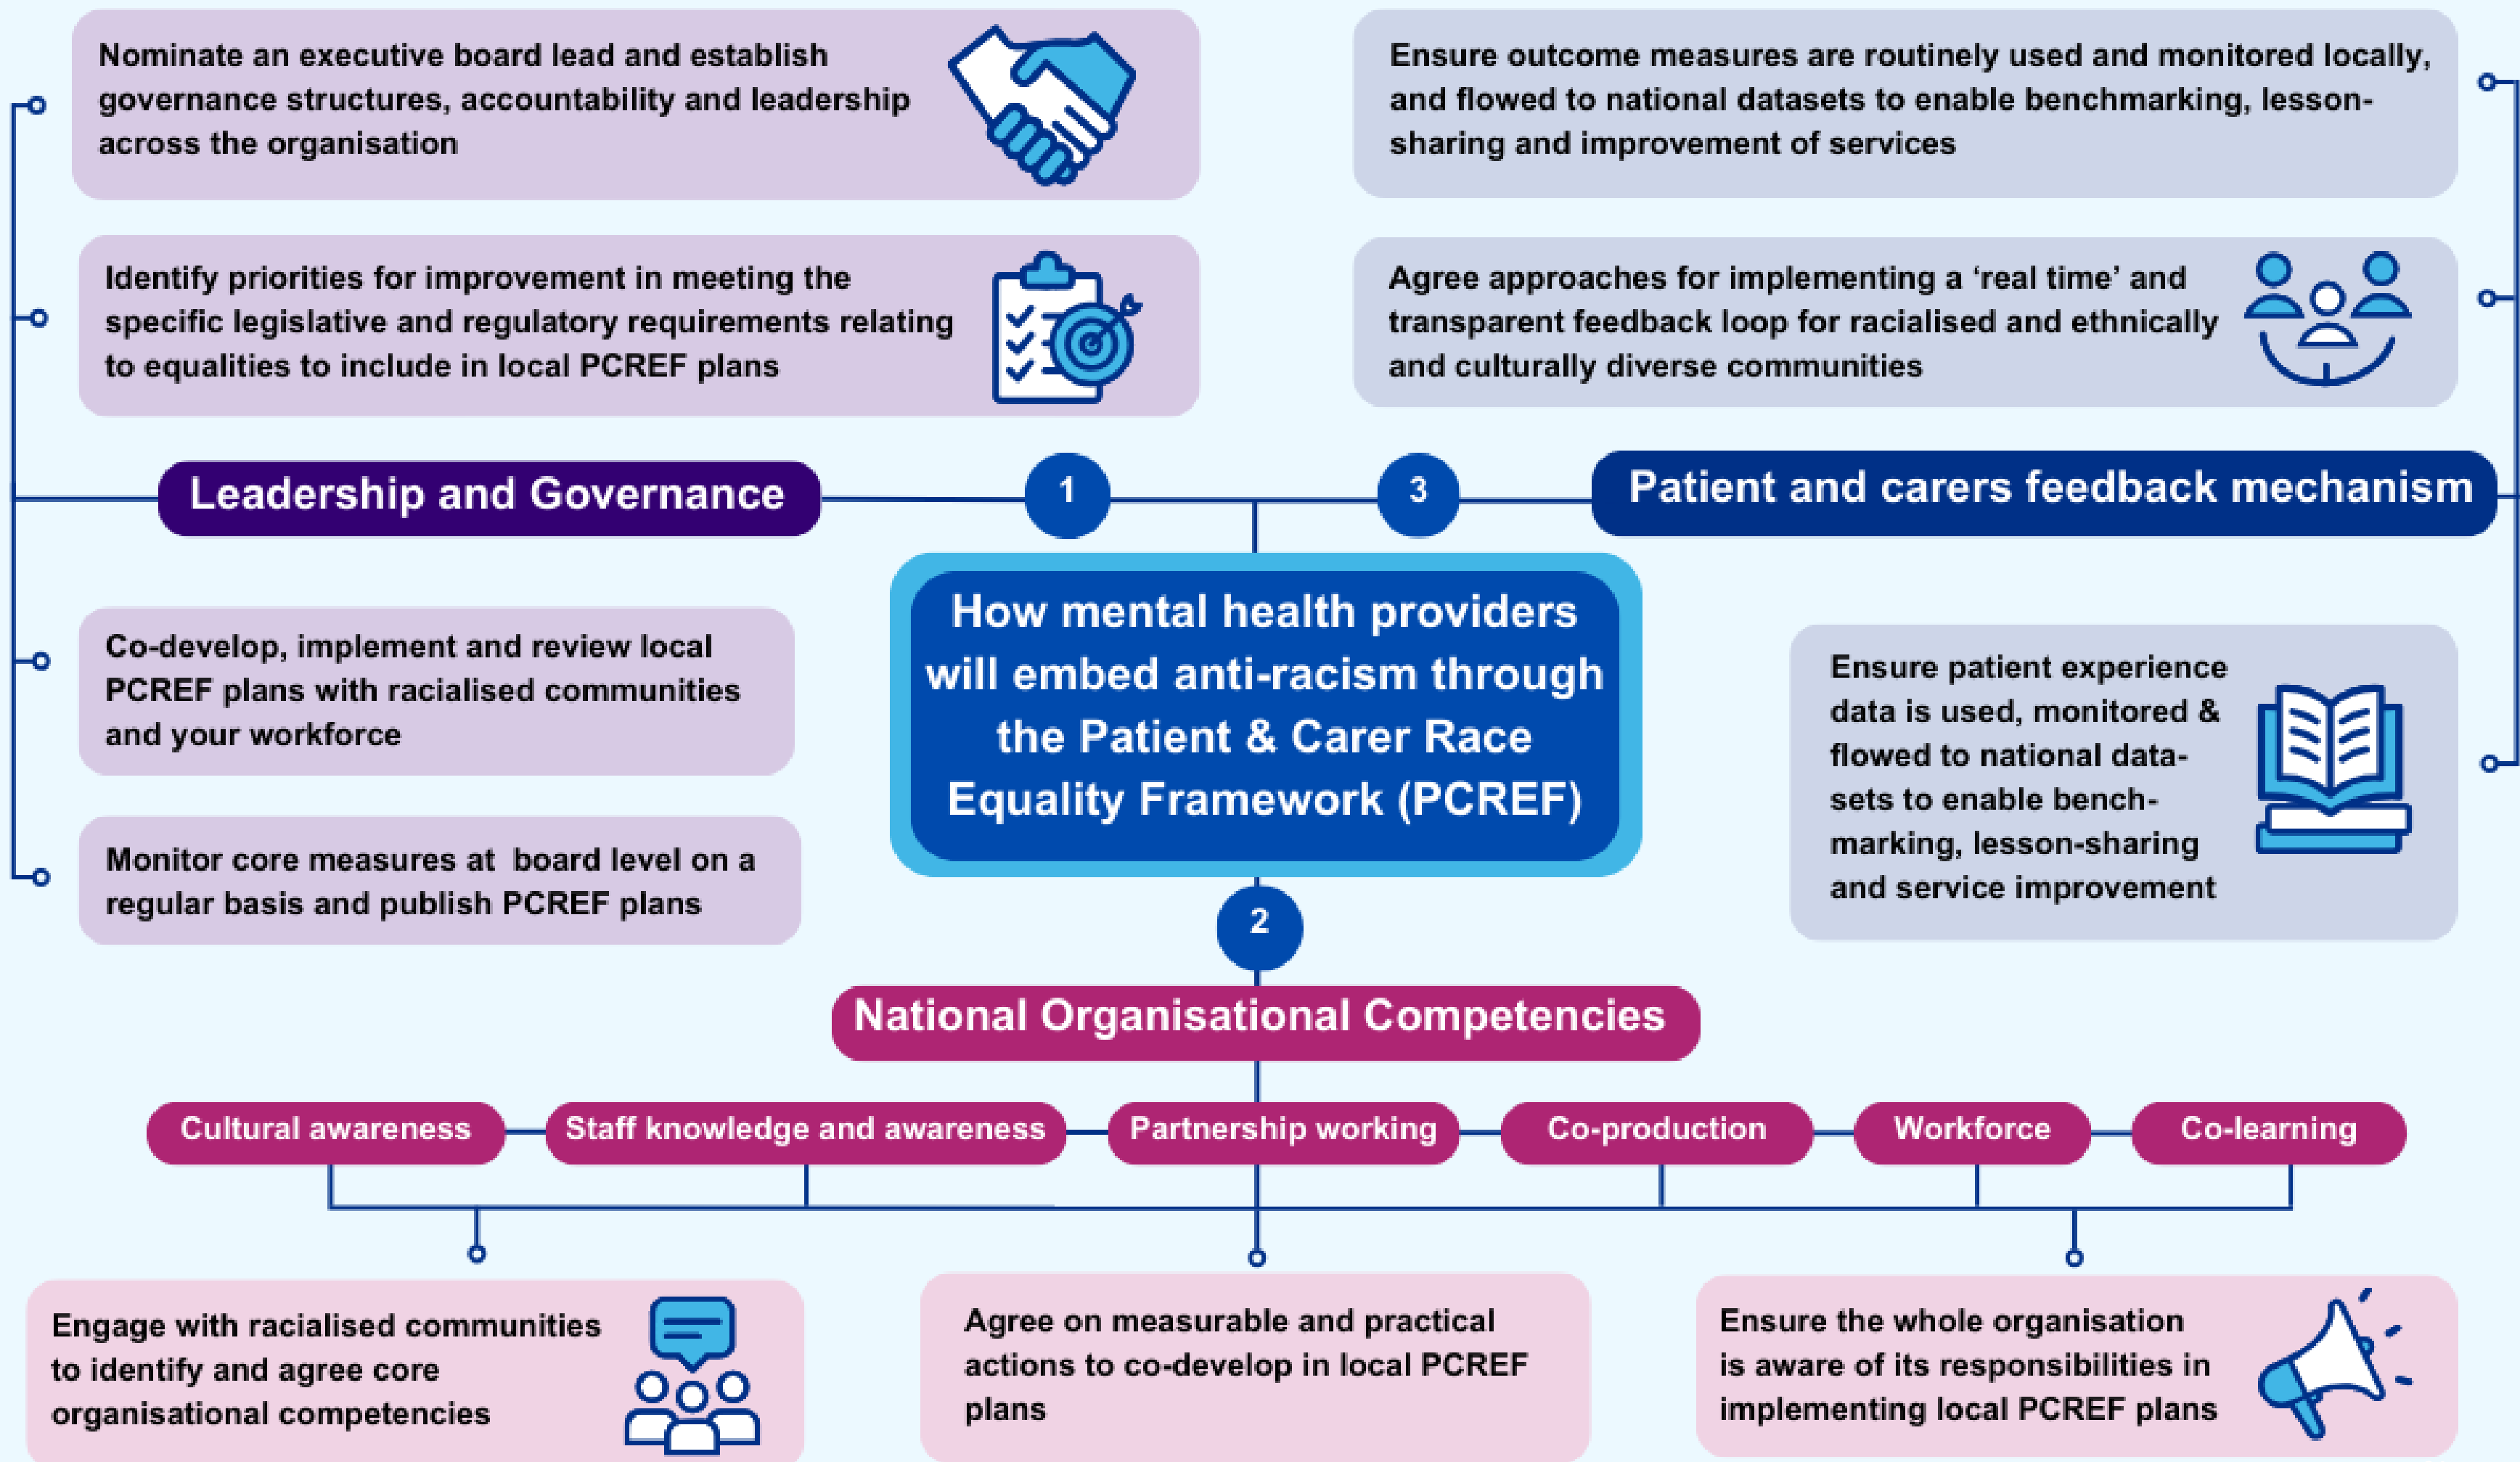 Nominate an executive board lead and establish
governance structures, accountability and leadership
across the organisation
Identify priorities for improvement in meeting the
specific legislative and regulatory requirements relating
to equalities to include in local PCREF plans
Ensure outcome measures are routinely used and monitored locally,
and flowed to national datasets to enable benchmarking, lesson-
sharing and improvement of services
Agree approaches for implementing a ‘real time’ and
transparent feedback loop for racialised and ethnically
and culturally diverse communities
Leadership and Governance
1
3
Patient and carers feedback mechanism
Co-develop, implement and review local
PCREF plans with racialised communities
and your workforce
Monitor core measures at board level on a
regular basis and publish PCREF plans
How mental health providers
will embed anti-racism through
the Patient & Carer Race
Equality Framework (PCREF)
Ensure patient experience
data is used, monitored &
flowed to national data-
sets to enable bench-
marking, lesson-sharing
and service improvement
2
National Organisational Competencies
Cultural awareness
Staff knowledge and awareness
Partnership working
Co-production
Workforce
Co-learning
Engage with racialised communities
to identify and agree core
organisational competencies
Agree on measurable and practical
actions to co-develop in local PCREF
plans
Ensure the whole organisation
is aware of its responsibilities in
implementing local PCREF plans